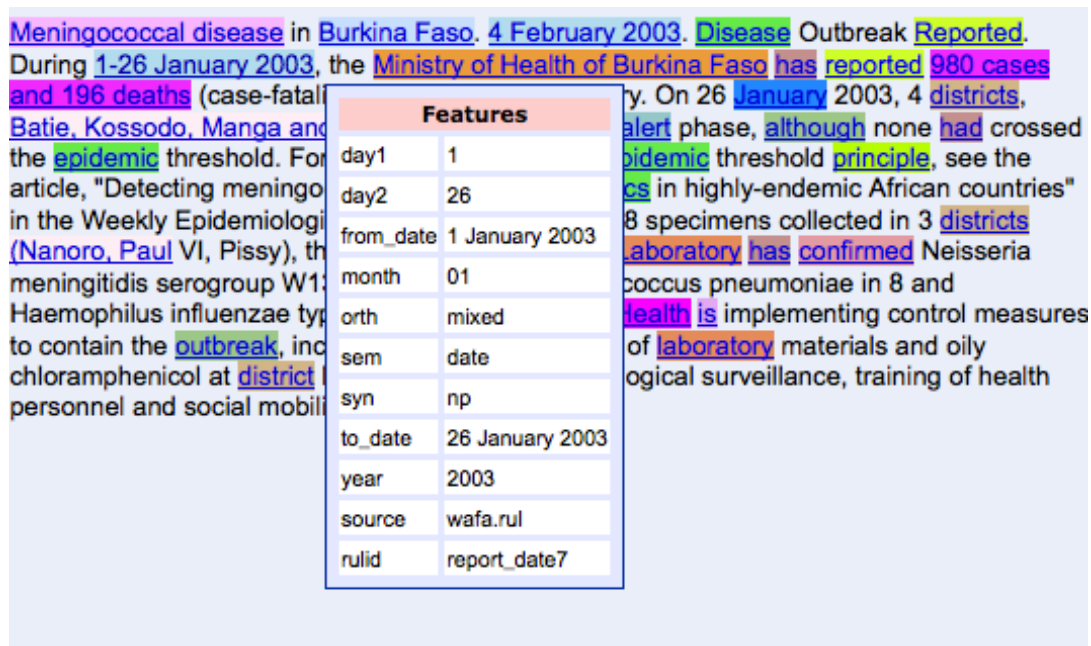 Meningococcal disease in Burkina Faso. 4 February 2003. Disease Outbreak Reported.
During 1-26 January 2003, the Ministry of Health of Burkina Faso has reported 980 cases
and 196 deaths (case-fatali y. On 26 January 2003, 4 districts,
Batie, Kossodo, Manga and alert phase, although none had crossed
the epidemic threshold. For pidemic threshold principle, see the
article, "Detecting meningo cs in highly-endemic African countries"
in the Weekly Epidemiologi 8 specimens collected in 3 districts
(Nanoro, Paul VI, Pissy), th Laboratory has confirmed Neisseria
meningitidis serogroup W1 coccus pneumoniae in 8 and
Haemophilus influenzae typ Health is implementing control measures
to contain the outbreak, inc of laboratory materials and oily
chloramphenicol at district ogical surveillance, training of health
personnel and social mobili
Features
day1 1
day2 26
from_date 1 January 2003
month 01
orth mixed
sem date
syn np
to_date 26 January 2003
year 2003
source wafa.rul
rulid report_date7